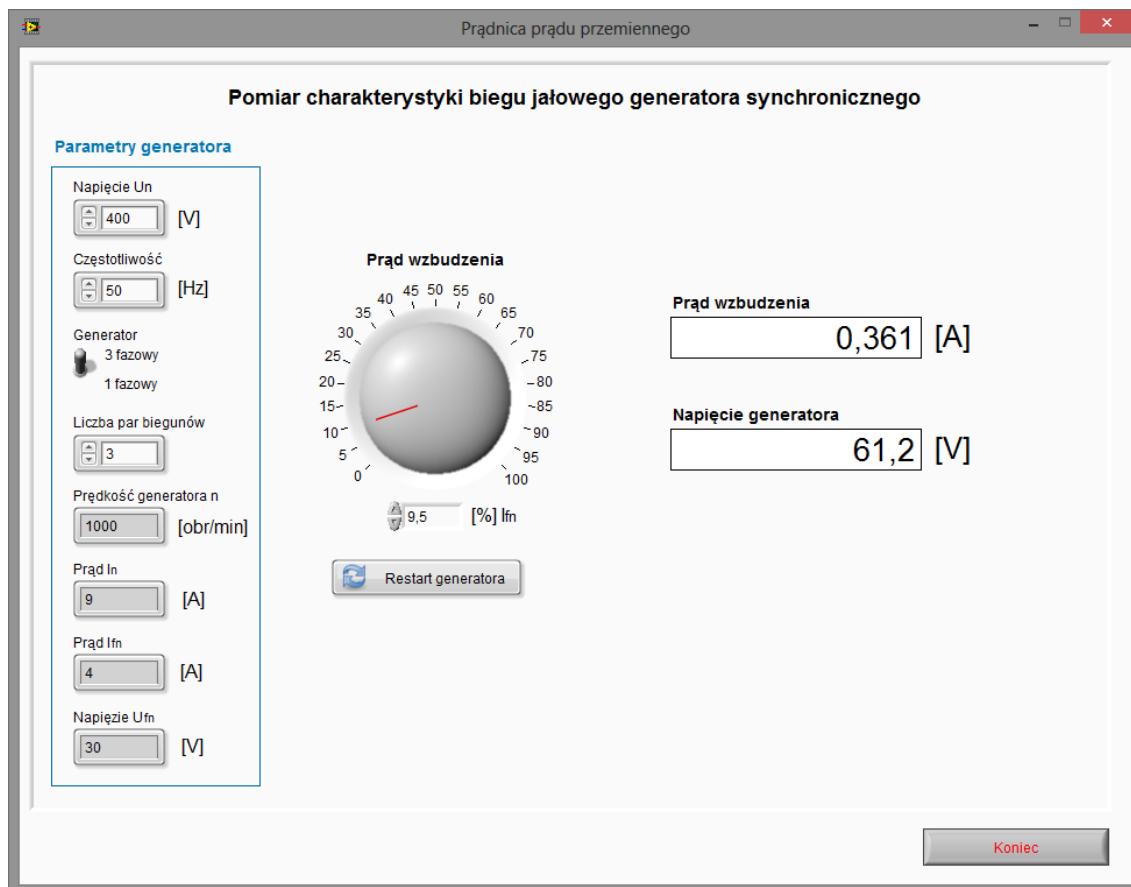 Prądnica prądu przemiennego
Pomiar charakterystyki biegu jałowego generatora synchronicznego
Parametry generatora
Napięcie Un
400 [V]
Częstotliwość
50 [Hz]
Generator
3 fazowy
1 fazowy
Liczba par biegunów
3
Prędkość generatora n
1000 [obr/min]
Prąd In
9 [A]
Prąd Ifn
4 [A]
Napięzie Ufn
30 [V]
Prąd wzbudzenia
0 5 10 15 20 25 30 35 40 45 50 55 60 65 70 75 80 85 90 95 100
9,5 [%] Ifn
Restart generatora
Prąd wzbudzenia
0,361 [A]
Napięcie generatora
61,2 [V]
Koniec